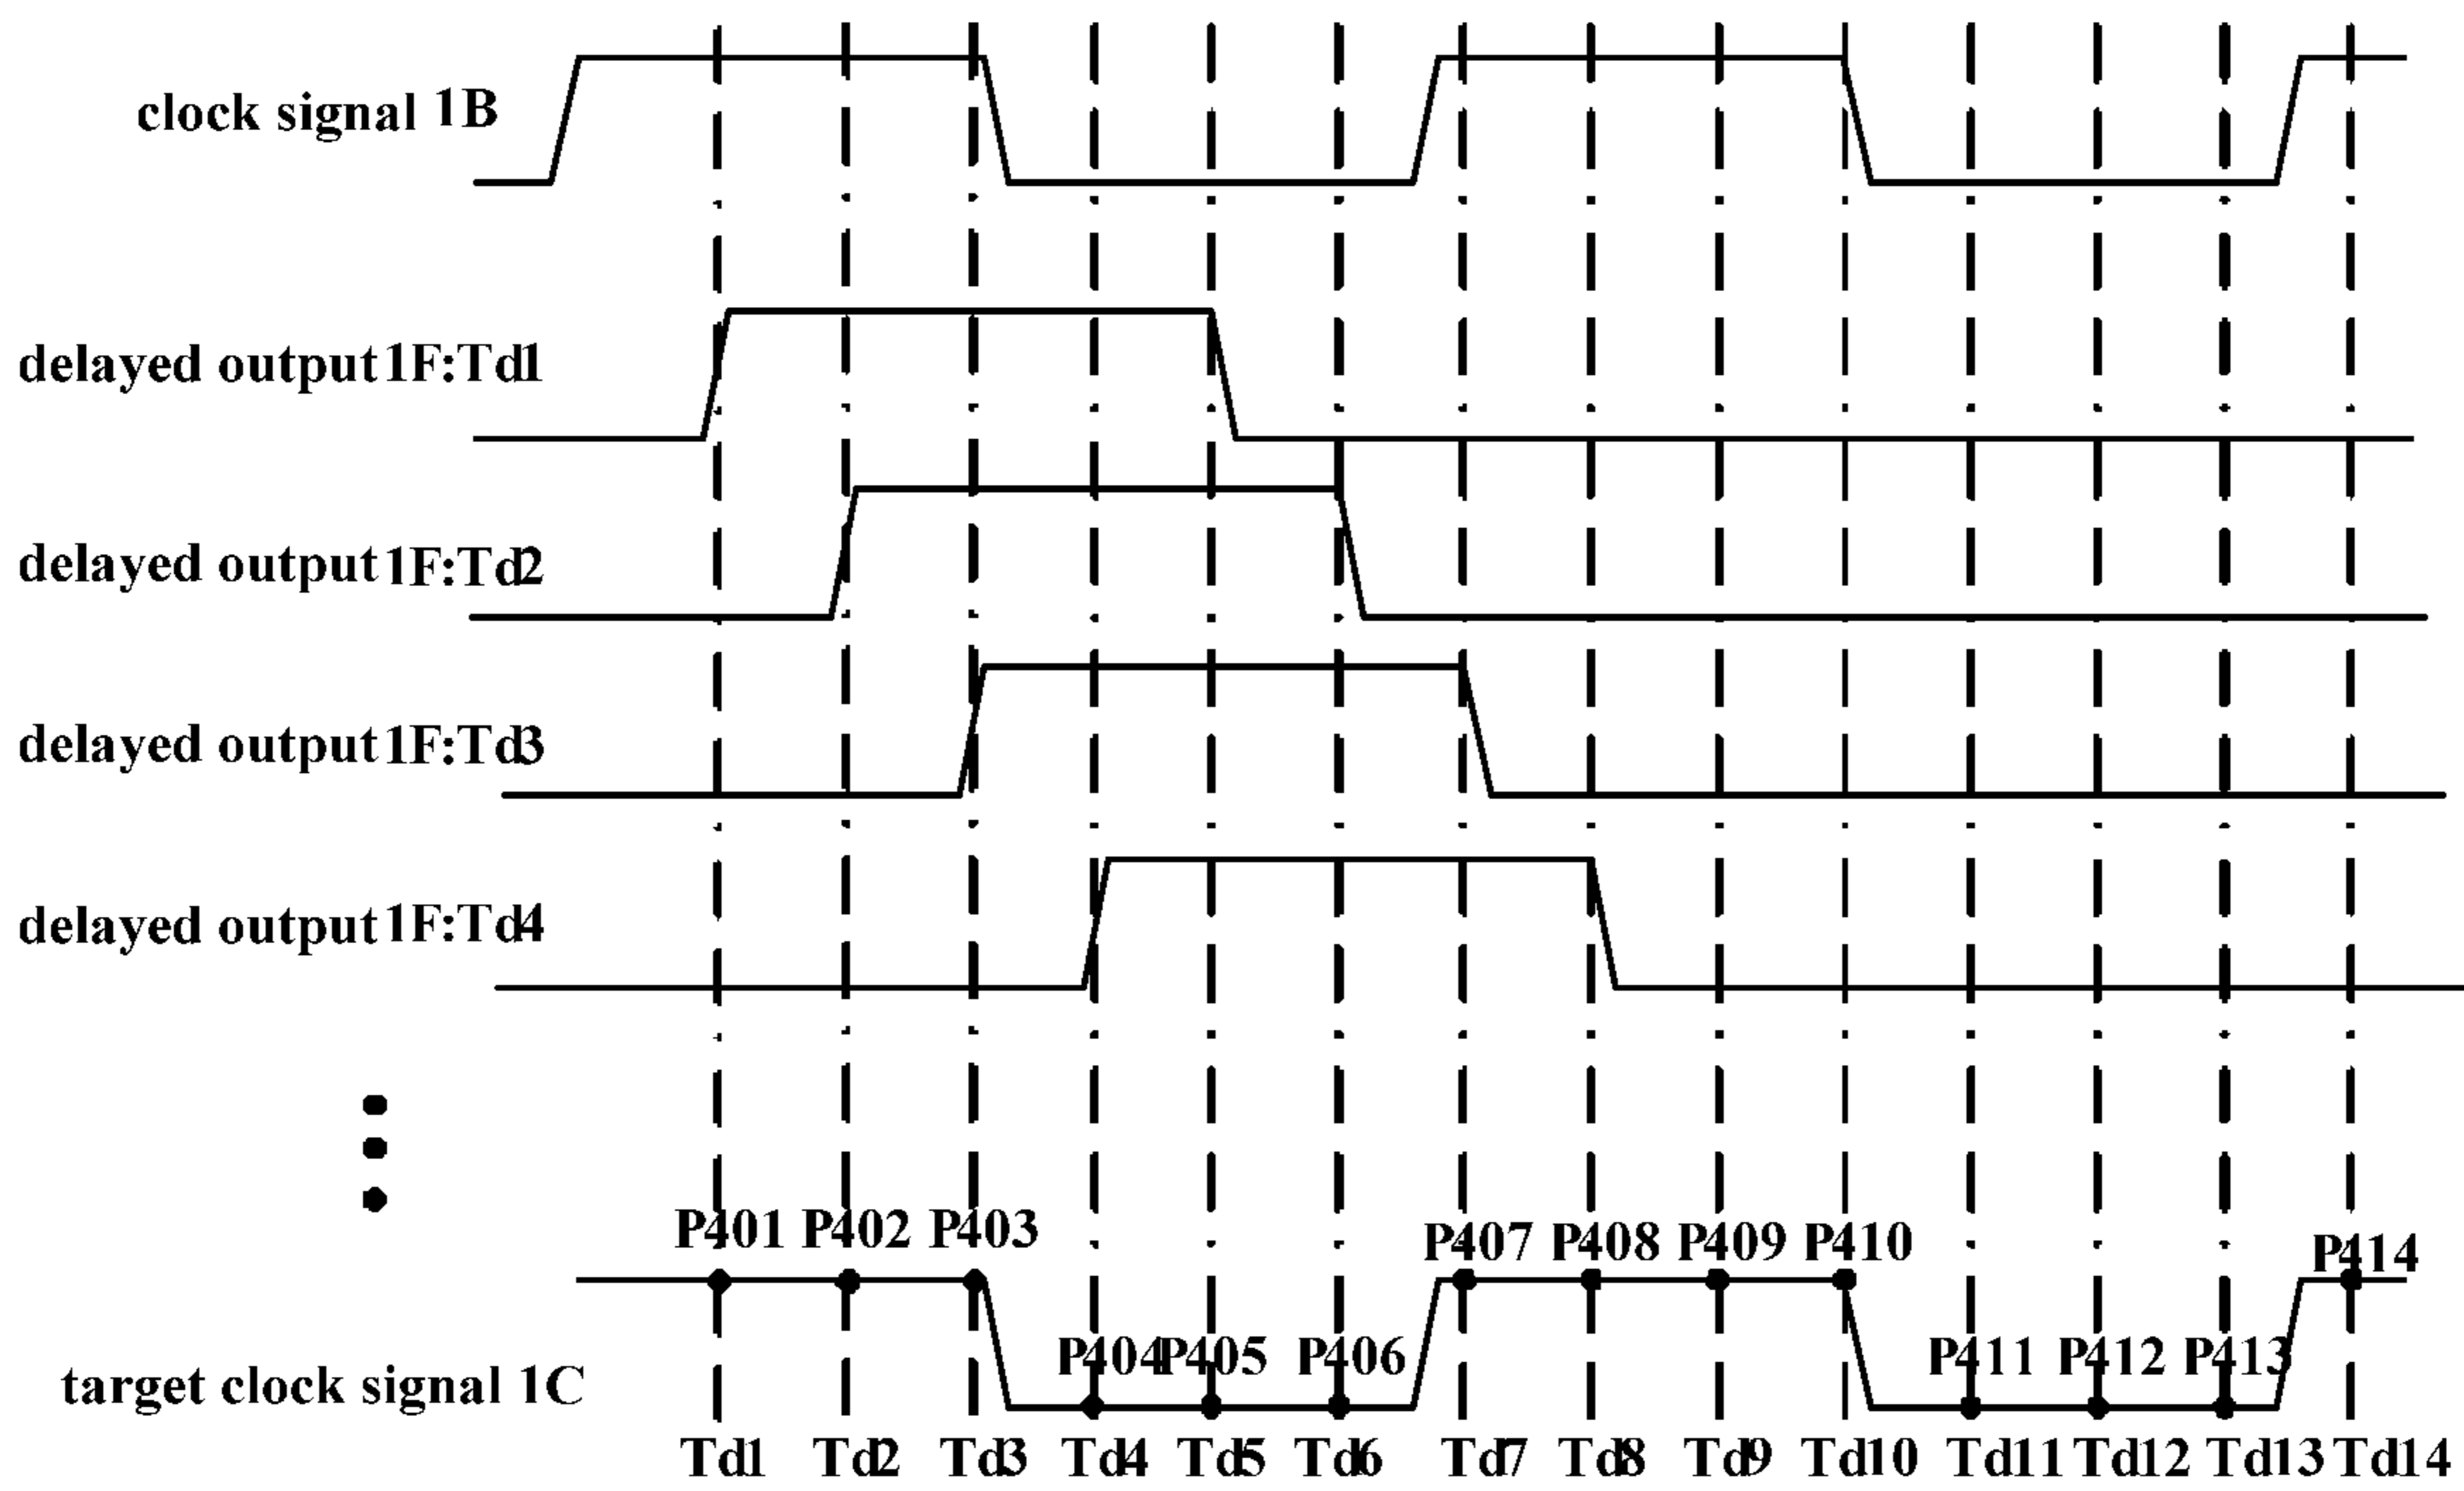 clock signal 1B
delayed output 1F:Td1
delayed output 1F:Td2
delayed output 1F:Td3
delayed output 1F:Td4
P401 P402 P403 P407 P408 P409 P410 P414
P404 P405 P406 P411 P412 P413
target clock signal 1C
Td1 Td2 Td3 Td4 Td5 Td6 Td7 Td8 Td9 Td10 Td11 Td12 Td13 Td14